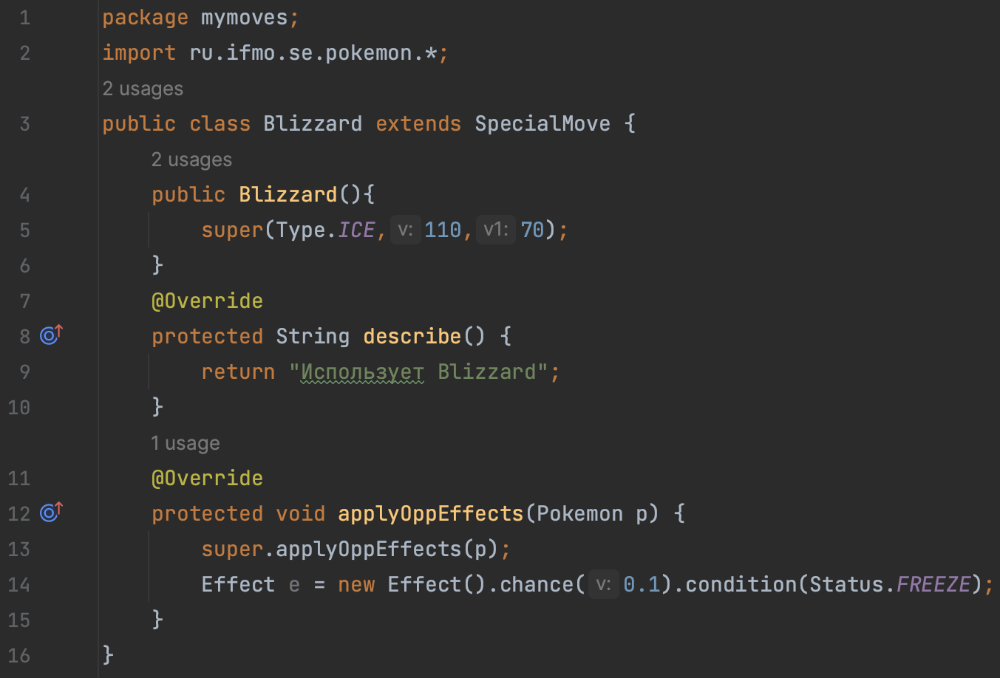 1 package mymoves;
2 import ru.ifmo.se.pokemon.*;
2 usages
3 public class Blizzard extends SpecialMove {
2 usages
4 public Blizzard(){
5 super(Type.ICE, v: 110, v1: 70);
6 }
7 @Override
8 protected String describe() {
9 return "Использует Blizzard";
10 }
1 usage
11 @Override
12 protected void applyOppEffects(Pokemon p) {
13 super.applyOppEffects(p);
14 Effect e = new Effect().chance( v: 0.1).condition(Status.FREEZE);
15 }
16 }